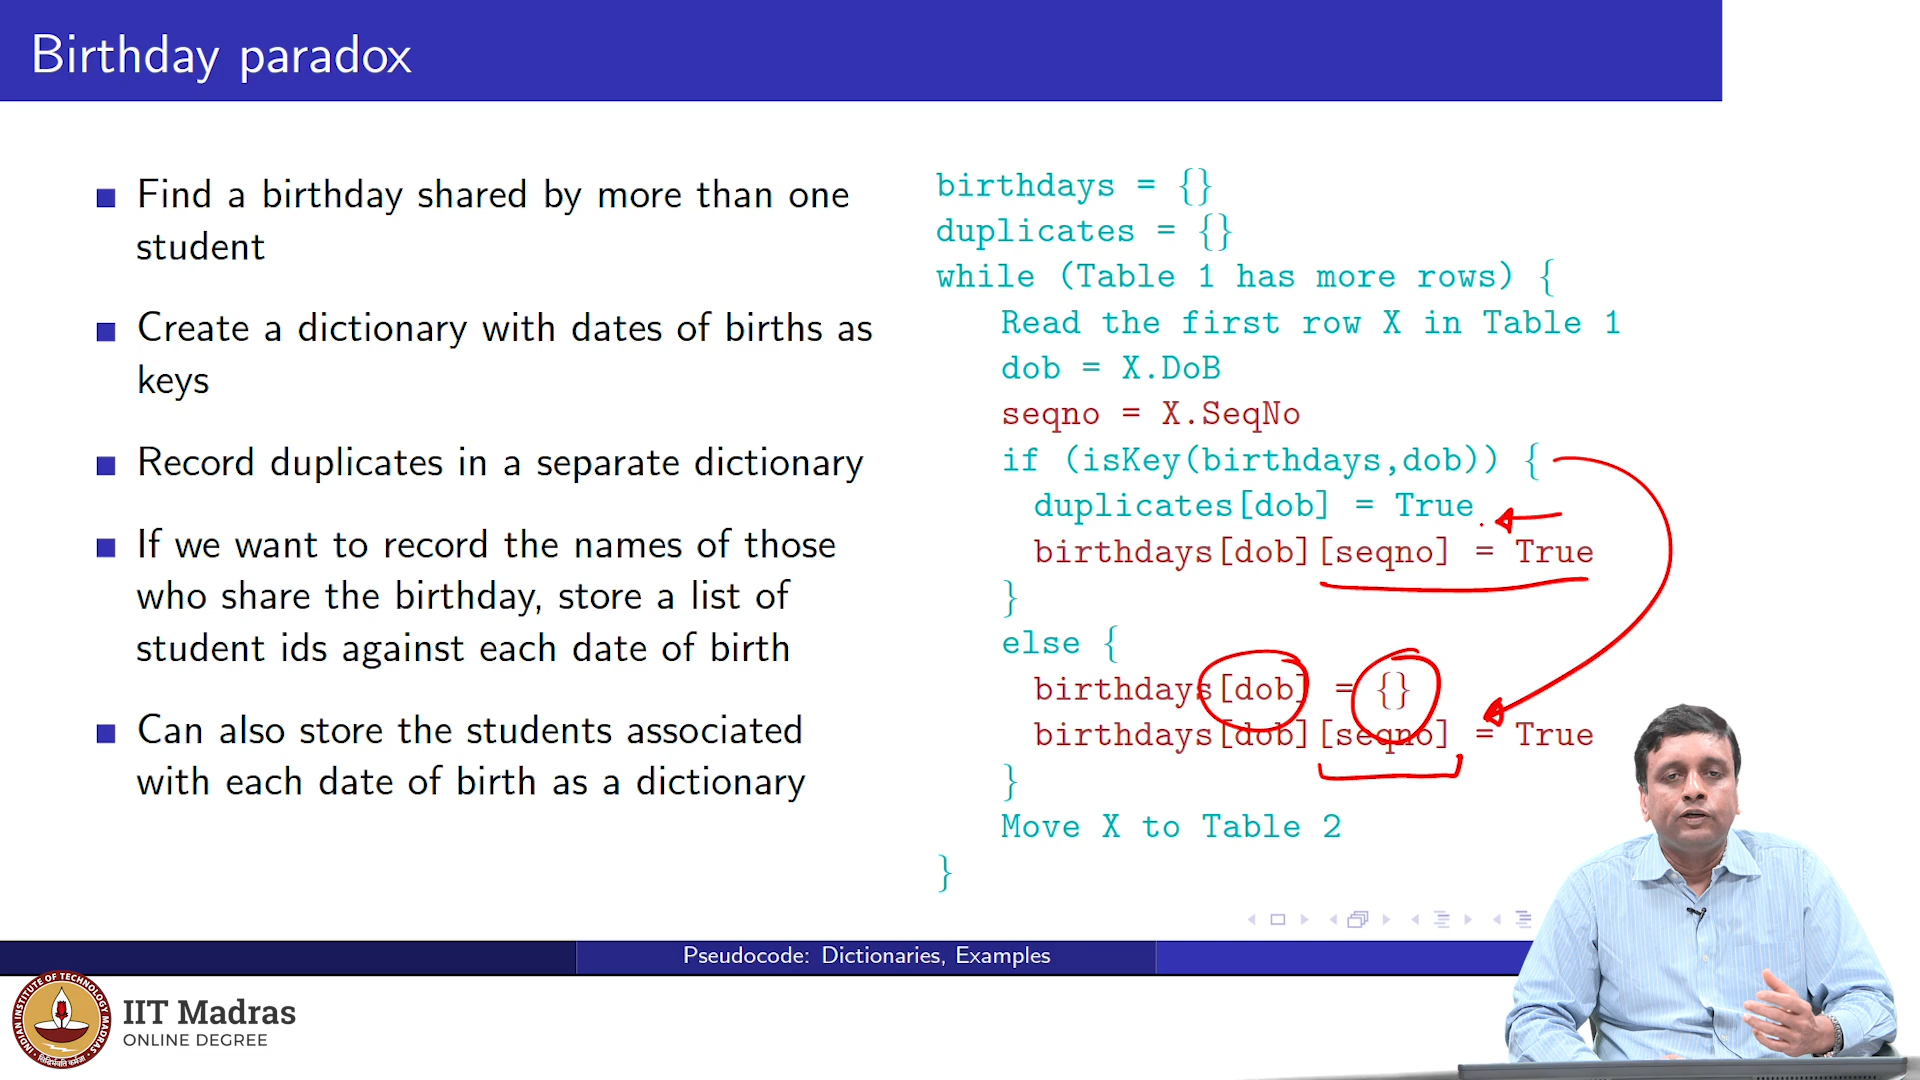 Birthday paradox
Find a birthday shared by more than one
student
Create a dictionary with dates of births as
keys
Record duplicates in a separate dictionary
If we want to record the names of those
who share the birthday, store a list of
student ids against each date of birth
Can also store the students associated
with each date of birth as a dictionary
birthdays = {}
duplicates = {}
while (Table 1 has more rows) {
Read the first row X in Table 1
dob = X.DoB
seqno = X.SeqNo
if (isKey(birthdays,dob)) {
duplicates[dob] = True
birthdays[dob][seqno] = True
}
else {
birthdays[dob] = {}
birthdays[dob][seqno] = True
}
Move X to Table 2
}
Pseudocode: Dictionaries, Examples
INDIAN INSTITUTE OF TECHNOLOGY MADRAS
IIT Madras
ONLINE DEGREE